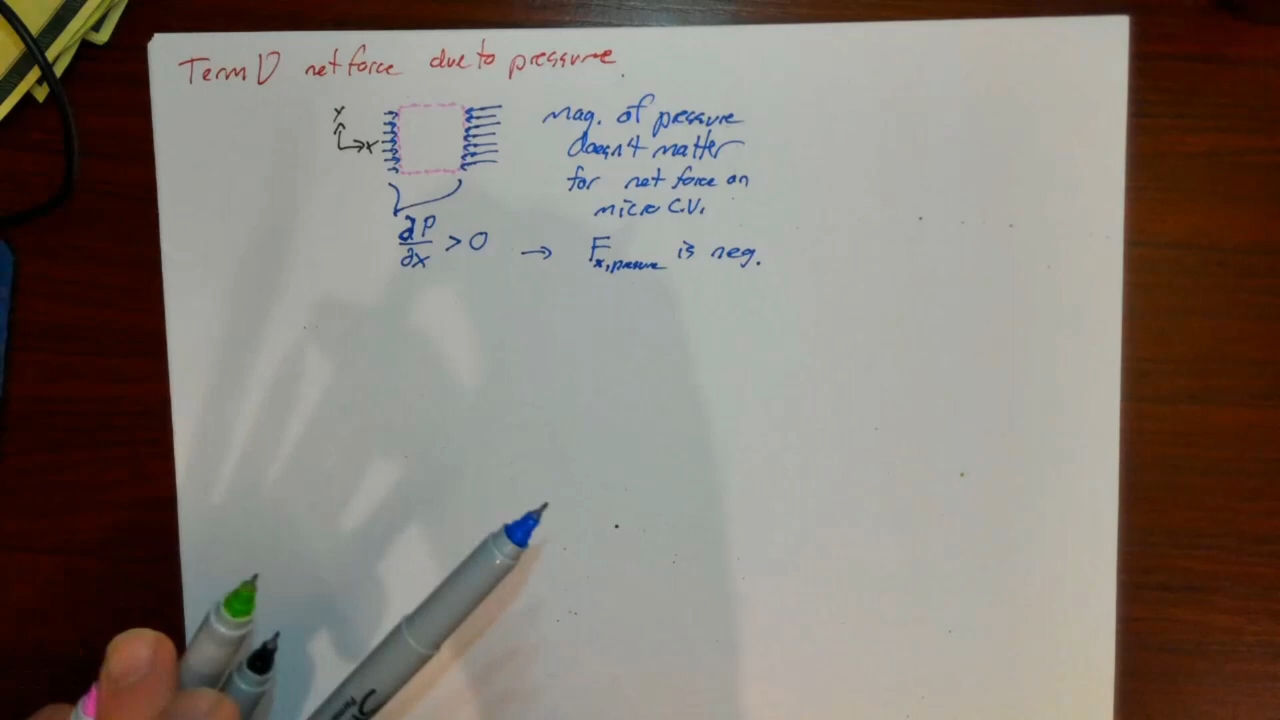 Term D net force due to pressure.
Y
X
mag. of pressure
doesn't matter
for net force on
micro C.V.
∂P/∂x > 0 → F_x,pressure is neg.